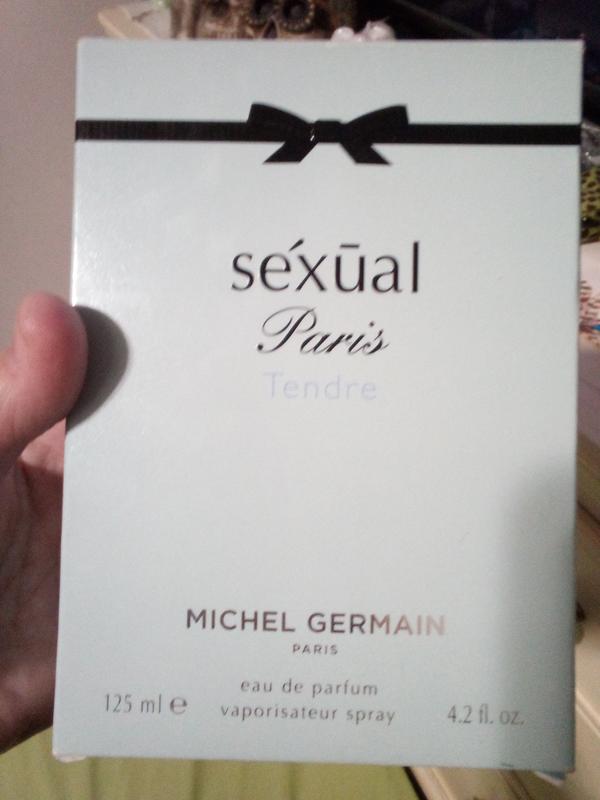 séxūal
Paris
Tendre
MICHEL GERMAIN
PARIS
eau de parfum
125 ml ℮ vaporisateur spray 4.2 fl. oz.